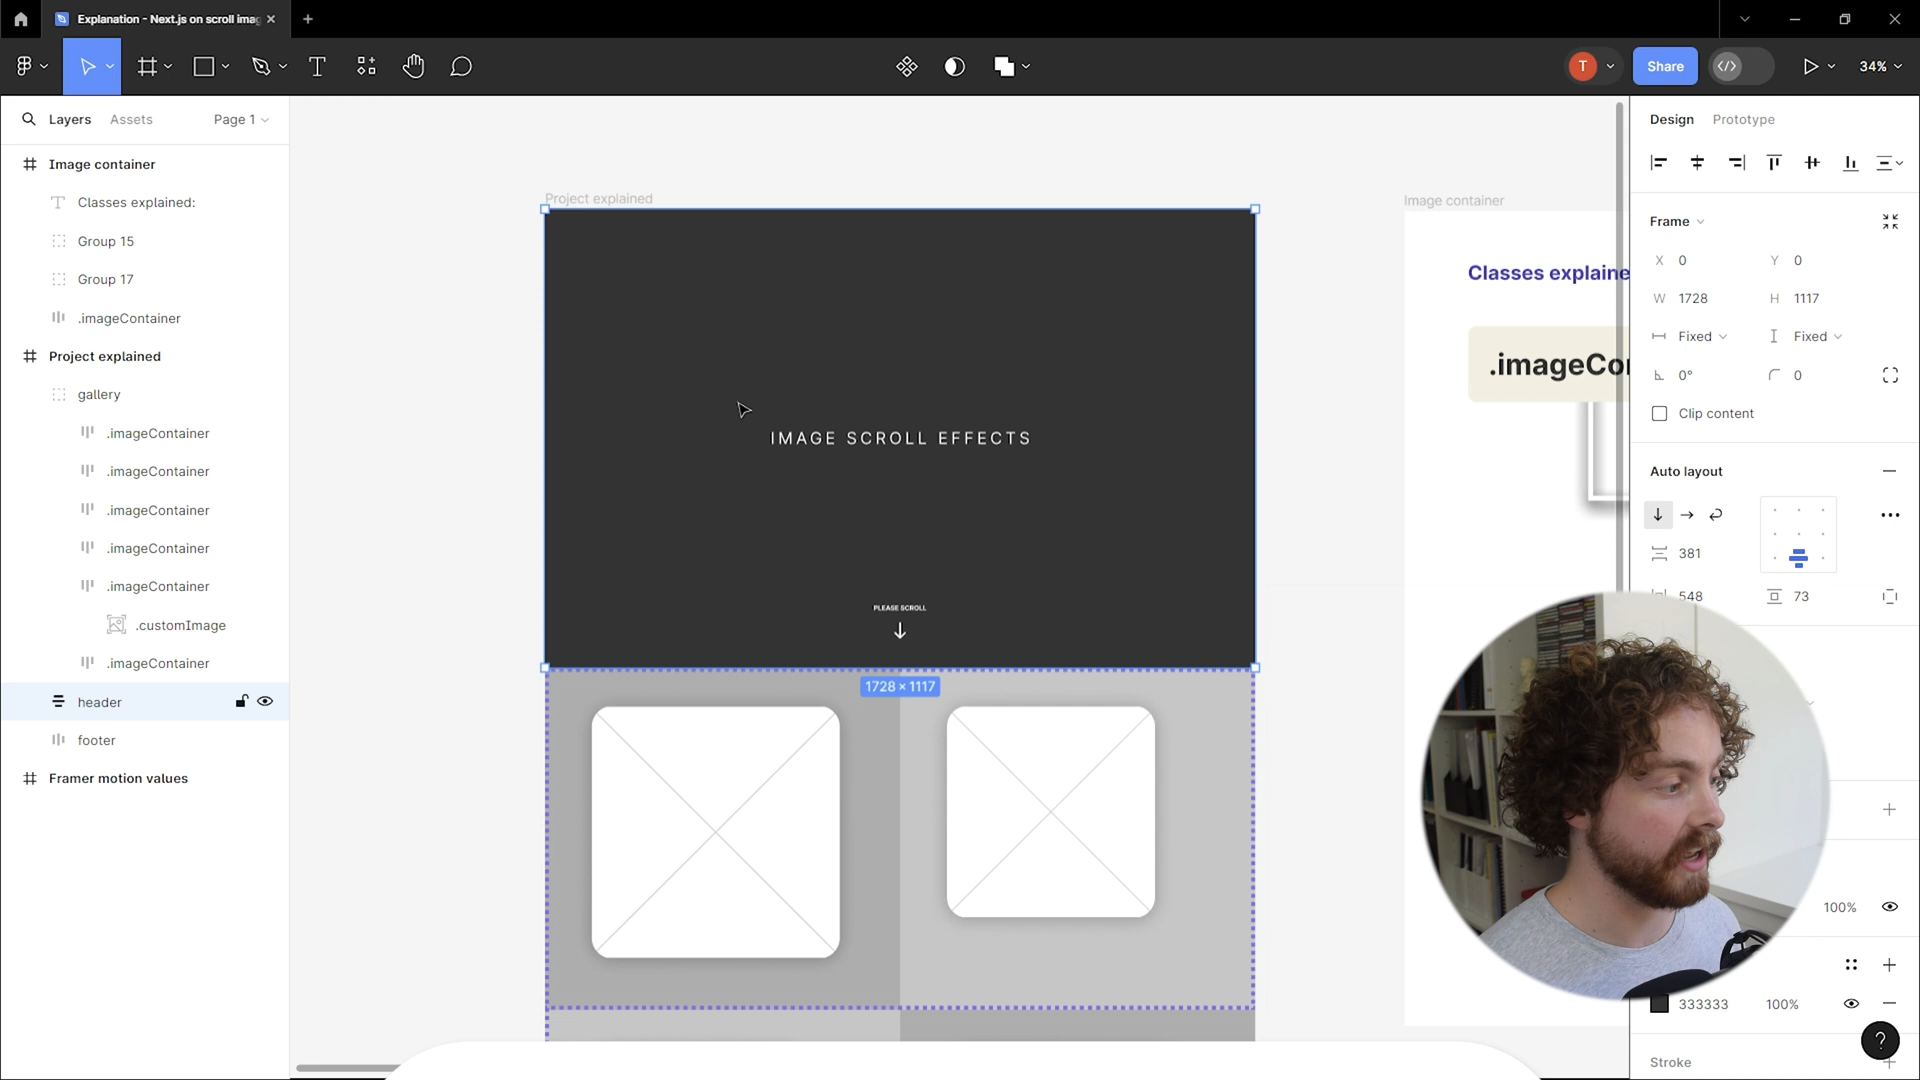 Explanation - Next.js on scroll imag
T
Share
34%
Layers
Assets
Page 1
Image container
Classes explained:
Group 15
Group 17
.imageContainer
Project explained
gallery
.imageContainer
.imageContainer
.imageContainer
.imageContainer
.imageContainer
.customImage
.imageContainer
header
footer
Framer motion values
Project explained
IMAGE SCROLL EFFECTS
PLEASE SCROLL
1728 × 1117
Image container
Classes explaine
.imageCo
Design
Prototype
Frame
X 0
Y 0
W 1728
H 1117
Fixed
Fixed
0°
0
Clip content
Auto layout
381
548
73
100%
333333
100%
Stroke
?